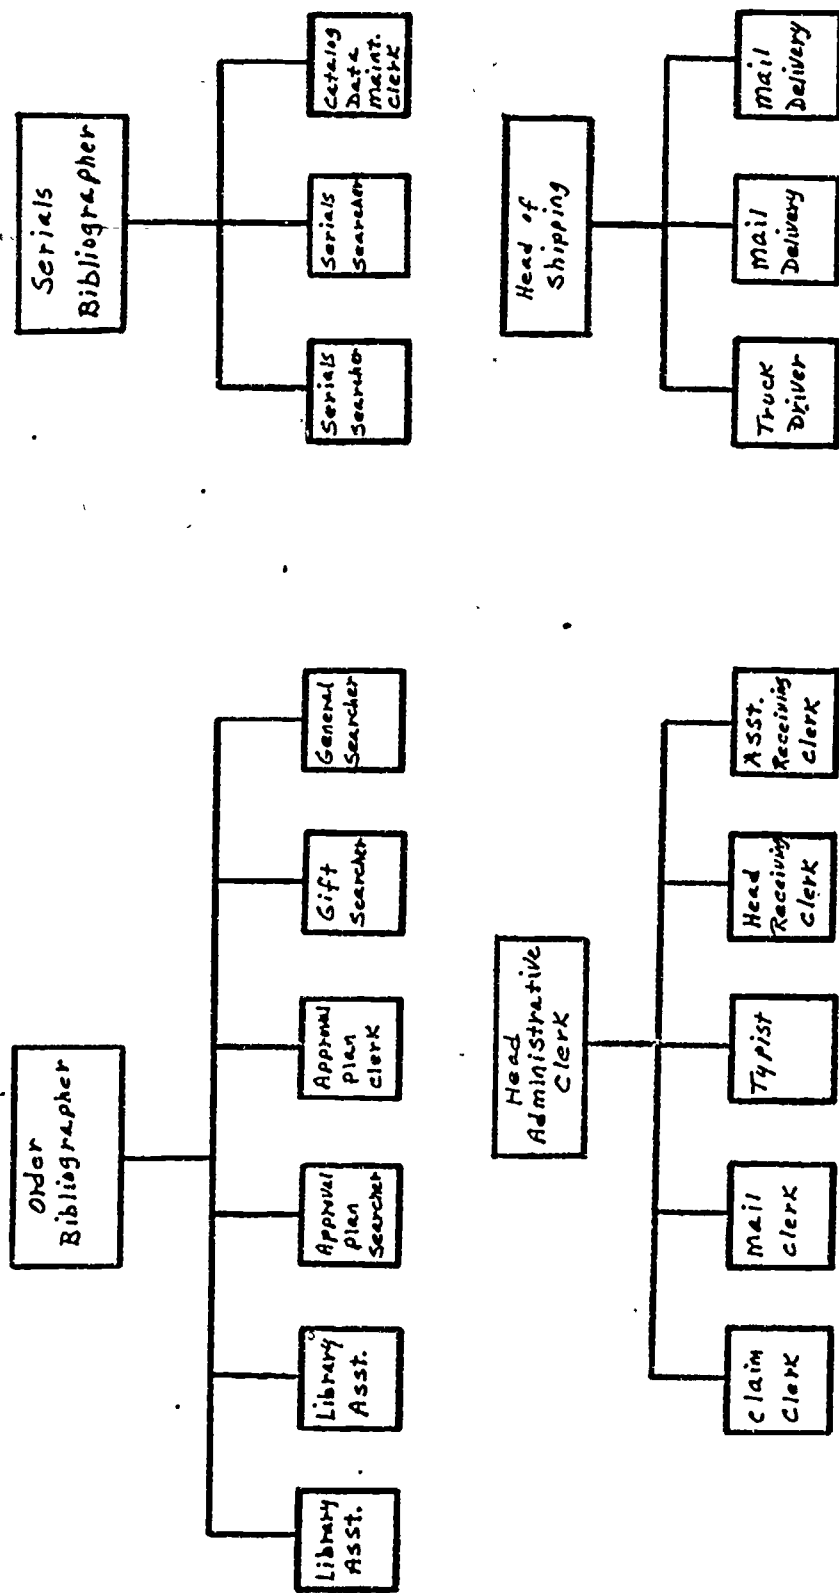 Order
Bibliographer
Library
Asst.
Library
Asst.
Approval
Plan
Searcher
Approval
Plan
Clerk
Gift
Searcher
General
Searcher
Serials
Bibliographer
Serials
Searcher
Serials
Searcher
Catalog
Data
Maint.
Clerk
Head
Administrative
Clerk
Claim
Clerk
Mail
Clerk
Typist
Head
Receiving
Clerk
Asst.
Receiving
Clerk
Head of
Shipping
Truck
Driver
Mail
Delivery
Mail
Delivery